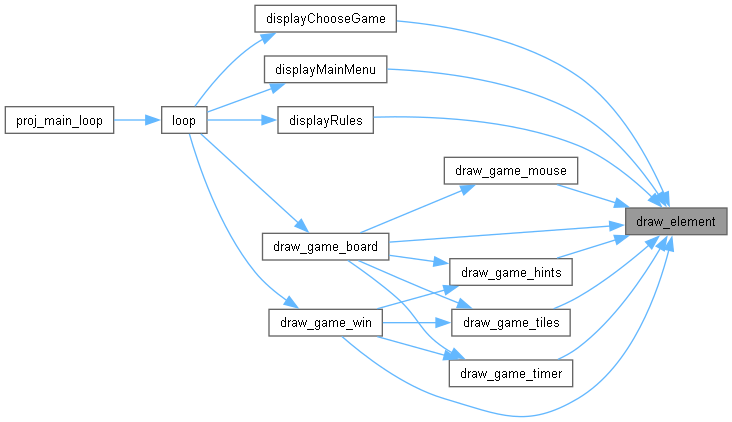 displayChooseGame
displayMainMenu
proj_main_loop
loop
displayRules
draw_game_mouse
draw_element
draw_game_board
draw_game_hints
draw_game_win
draw_game_tiles
draw_game_timer